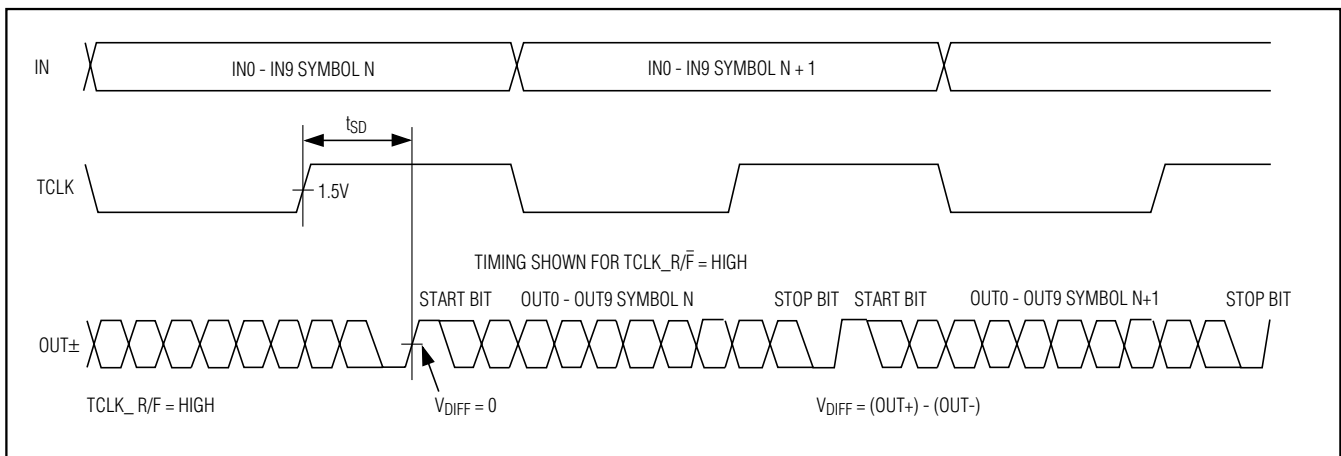 IN
IN0 - IN9 SYMBOL N
IN0 - IN9 SYMBOL N + 1
tSD
TCLK
1.5V
TIMING SHOWN FOR TCLK_R/F̅ = HIGH
START BIT
OUT0 - OUT9 SYMBOL N
STOP BIT
START BIT
OUT0 - OUT9 SYMBOL N+1
STOP BIT
OUT±
TCLK_ R/F = HIGH
VDIFF = 0
VDIFF = (OUT+) - (OUT-)